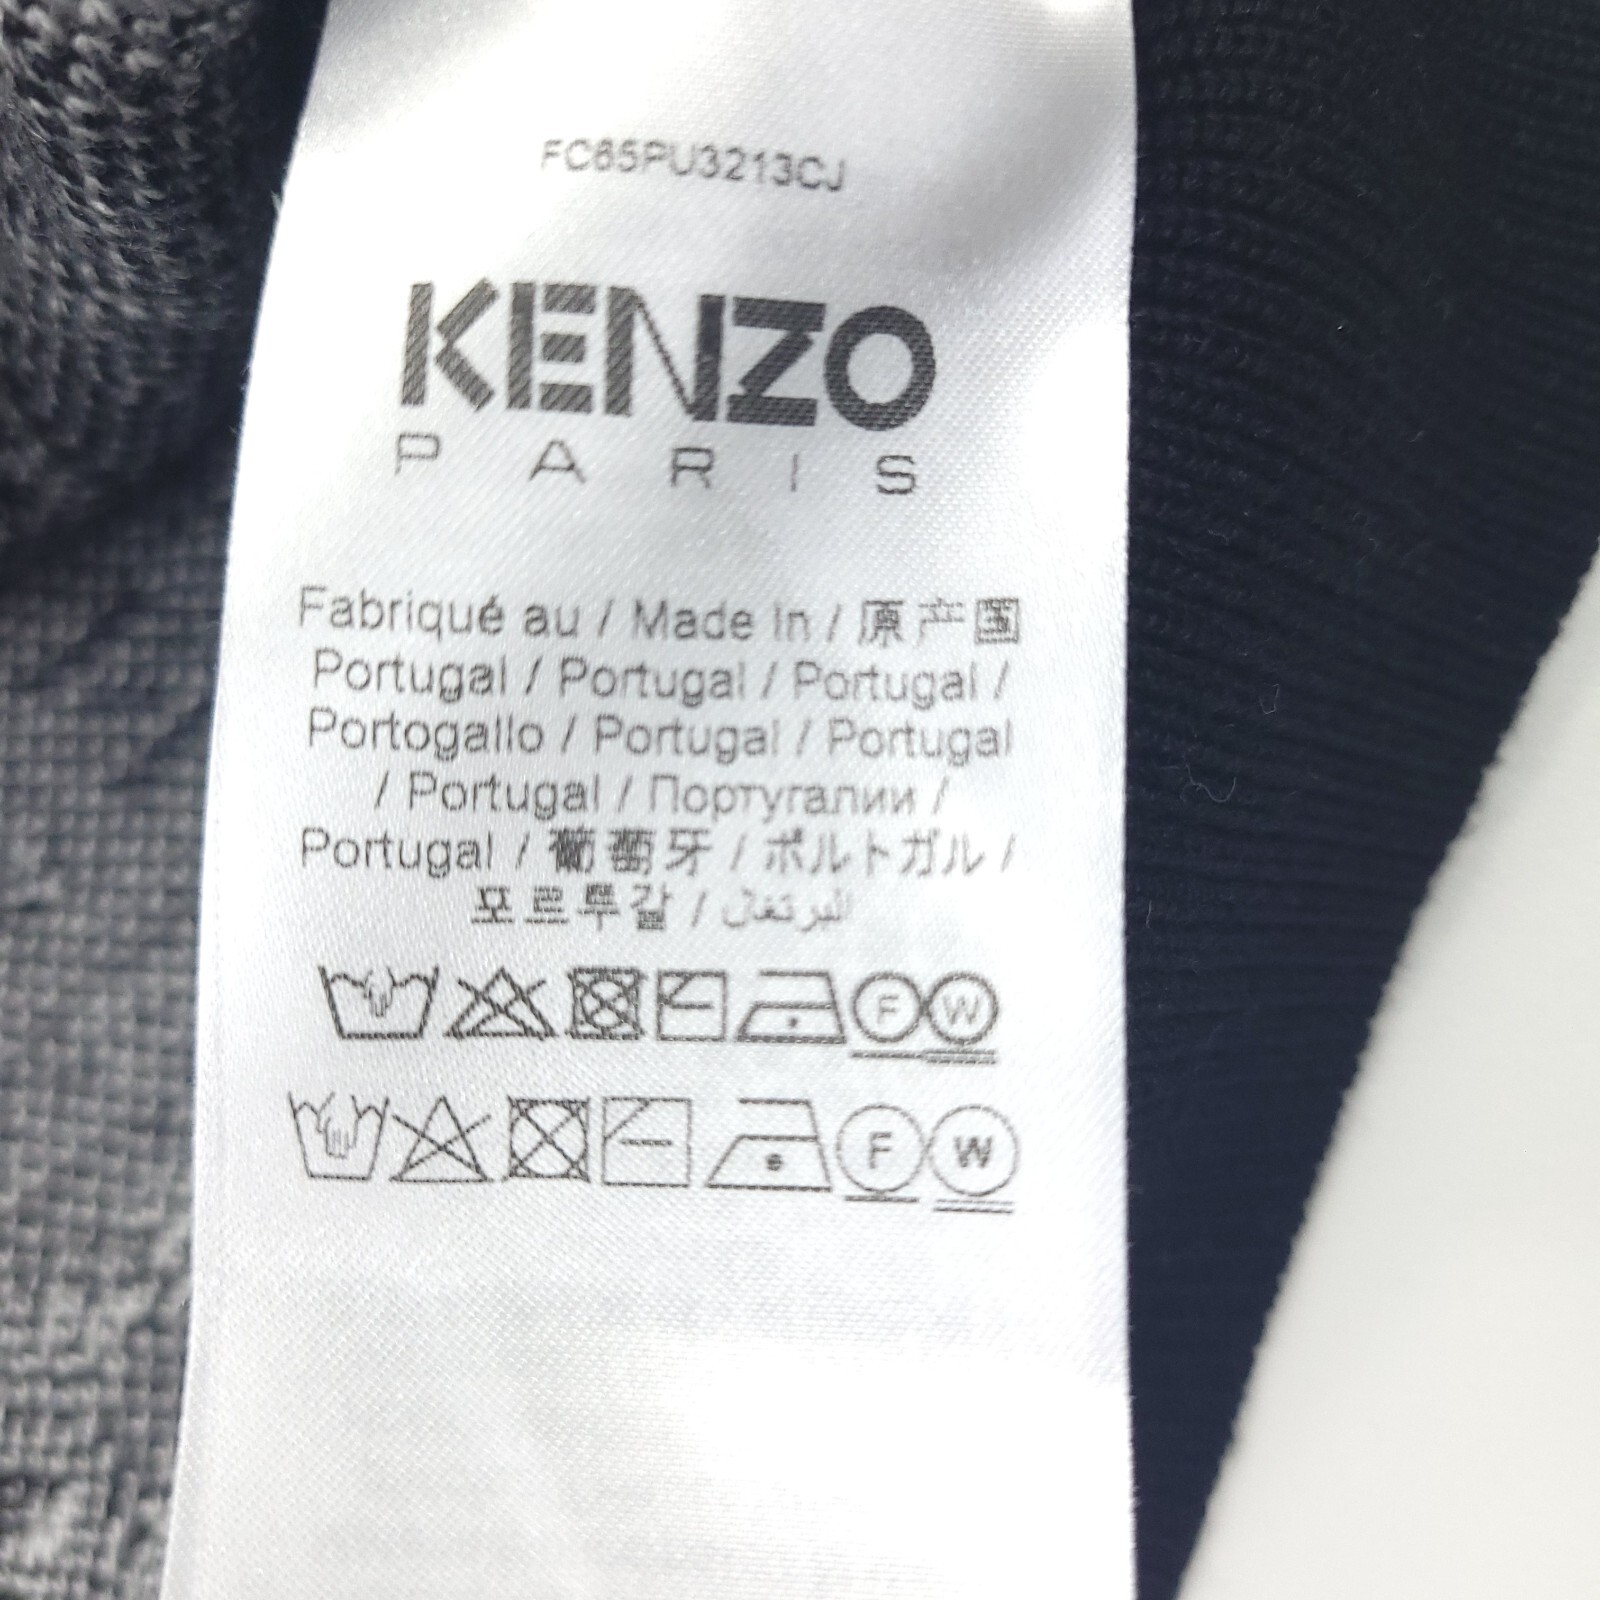 FC65PU3213CJ
KENZO
PARIS
Fabriqué au / Made In / 原产国
Portugal / Portugal / Portugal /
Portogallo / Portugal / Portugal
/ Portugal / Португалии /
Portugal / 葡萄牙 / ポルトガル /
포르투갈 / البرتغال
F W
F W